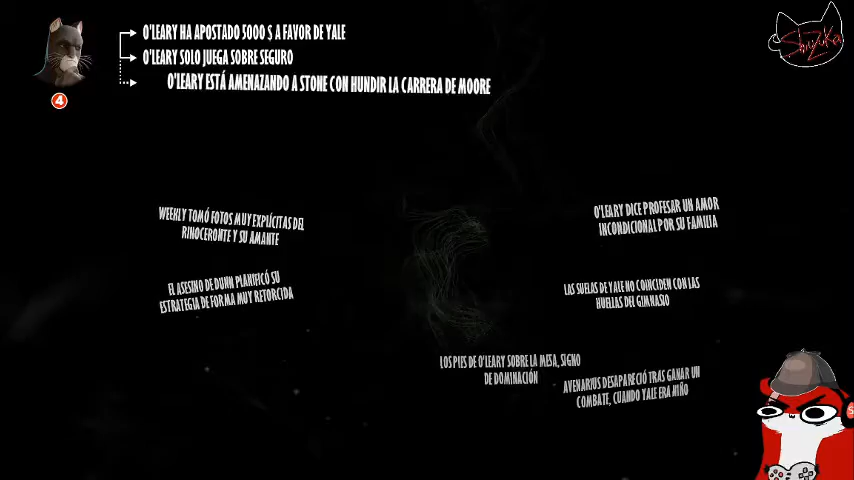 O'LEARY HA APOSTADO 5000 $ A FAVOR DE YALE
O'LEARY SOLO JUEGA SOBRE SEGURO
O'LEARY ESTÁ AMENAZANDO A STONE CON HUNDIR LA CARRERA DE MOORE
4
Shuzuka
WEEKLY TOMÓ FOTOS MUY EXPLÍCITAS DEL
RINOCERONTE Y SU AMANTE
O'LEARY DICE PROFESAR UN AMOR
INCONDICIONAL POR SU FAMILIA
EL ASESINO DE DUNN PLANIFICÓ SU
ESTRATEGIA DE FORMA MUY RETORCIDA
LAS SUELAS DE YALE NO COINCIDEN CON LAS
HUELLAS DEL GIMNASIO
LOS PIES DE O'LEARY SOBRE LA MESA, SIGNO
DE DOMINACIÓN
AVENARIUS DESAPARECIÓ TRAS GANAR UN
COMBATE, CUANDO YALE ERA NIÑO